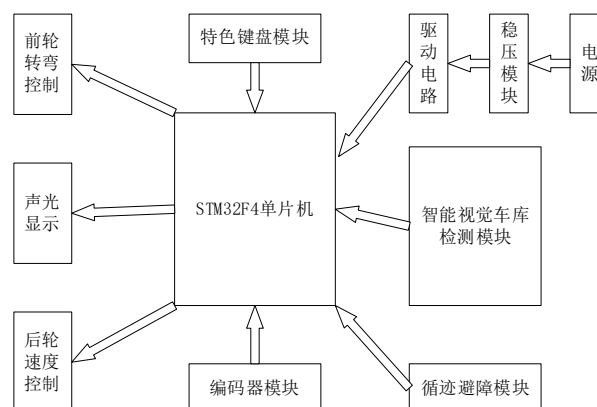 前轮
转弯
控制
特色键盘模块
驱
动
电
路
稳
压
模
块
电
源
声光
显示
STM32F4单片机
智能视觉车库
检测模块
后轮
速度
控制
编码器模块
循迹避障模块